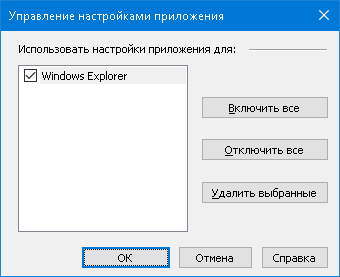 Управление настройками приложения
Использовать настройки приложения для:
Windows Explorer
Включить все
Отключить все
Удалить выбранные
ОК
Отмена
Справка